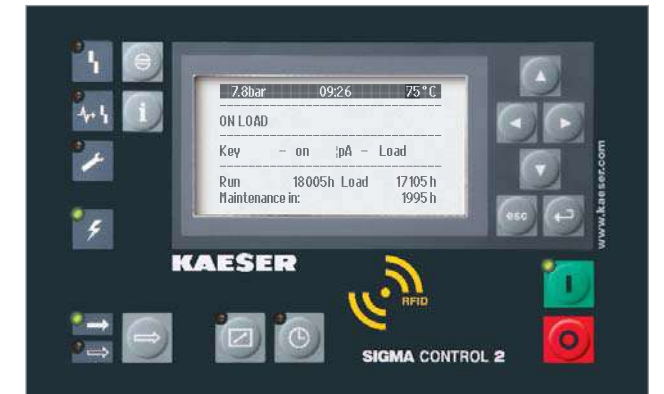 7.8bar 09:26 75°C
ON LOAD
Key - on ¦pA - Load
Run 18005h Load 17105h
Maintenance in: 1995h
esc
www.kaeser.com
KAESER
RFID
I
O
SIGMA CONTROL 2